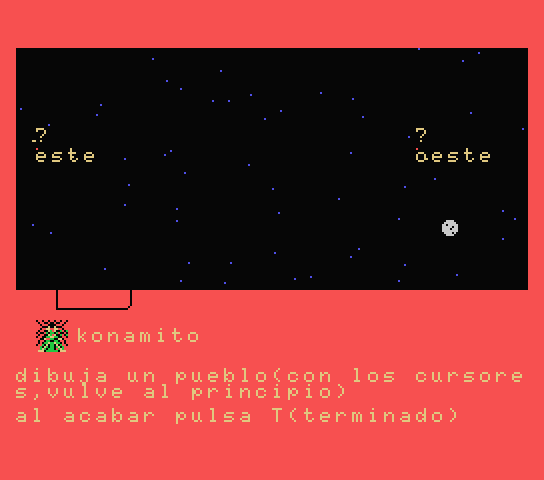 ? ?
este oeste
konamito
dibuja un pueblo(con los cursore
s,vulve al principio)
al acabar pulsa T(terminado)